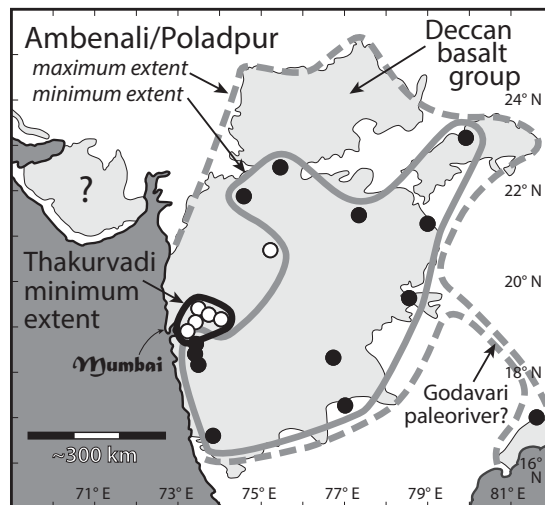 Ambenali/Poladpur
maximum extent
minimum extent
Deccan
basalt
group
24° N
22° N
20° N
18° N
16°
N
?
Thakurvadi
minimum
extent
Mumbai
Godavari
paleoriver?
~300 km
71° E
73° E
75° E
77° E
79° E
81° E